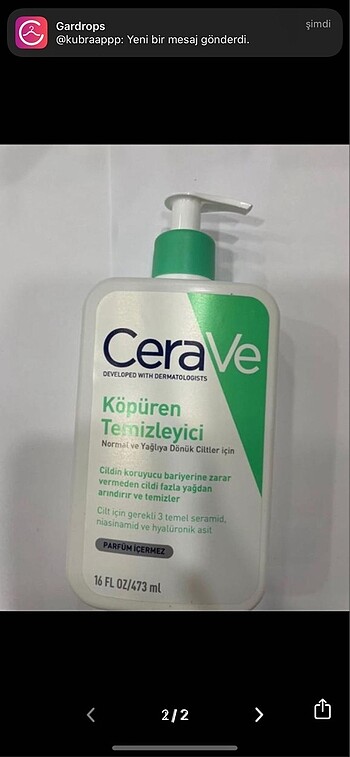 Gardrops
şimdi
@kubraappp: Yeni bir mesaj gönderdi.
CeraVe
DEVELOPED WITH DERMATOLOGISTS
Köpüren
Temizleyici
Normal ve Yağlıya Dönük Ciltler için
Cildin koruyucu bariyerine zarar
vermeden cildi fazla yağdan
arındırır ve temizler
Cilt için gerekli 3 temel seramid,
niasinamid ve hyalüronik asit
PARFÜM İÇERMEZ
16 FL OZ/473 ml
2/2